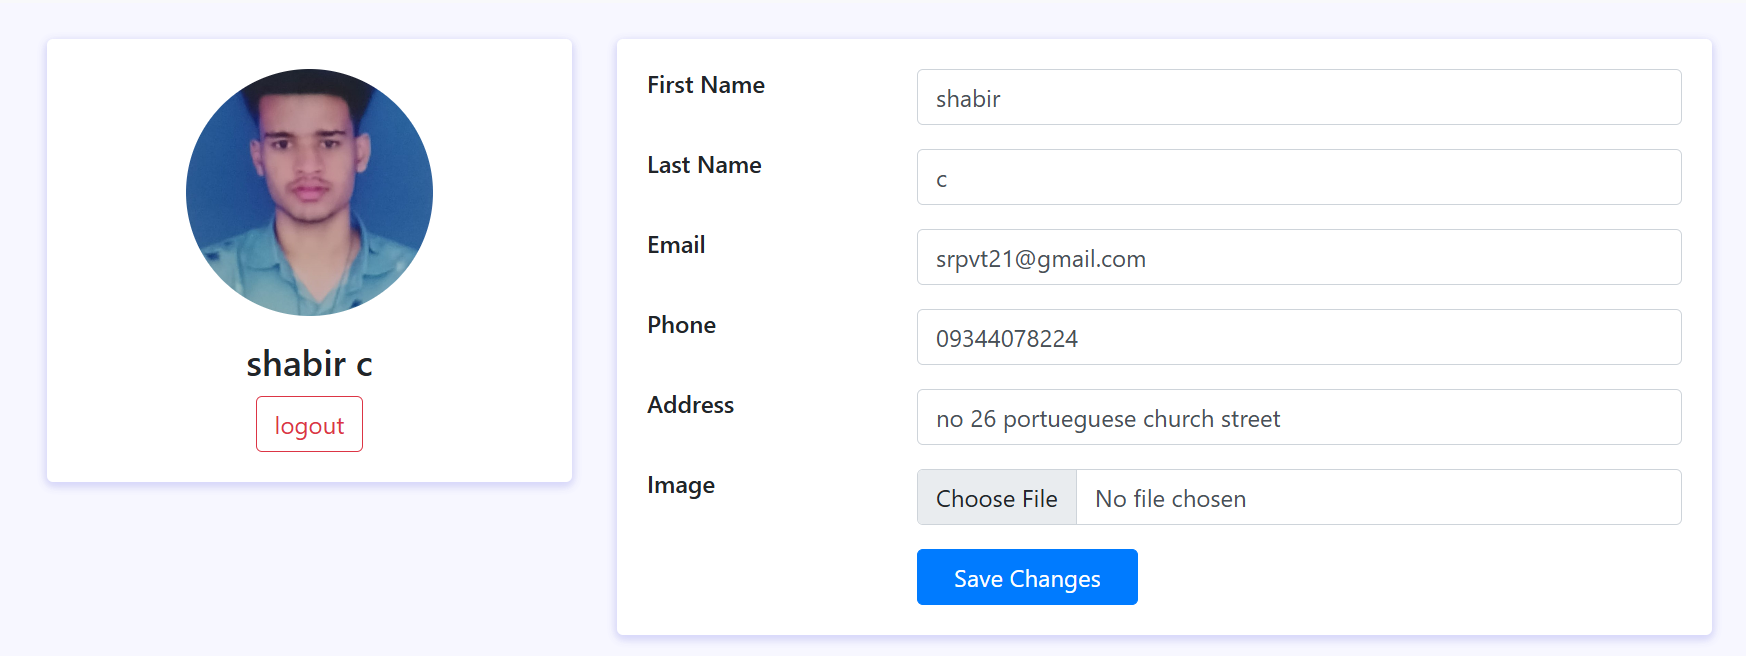 shabir c
logout
First Name
shabir
Last Name
c
Email
srpvt21@gmail.com
Phone
09344078224
Address
no 26 portueguese church street
Image
Choose File No file chosen
Save Changes